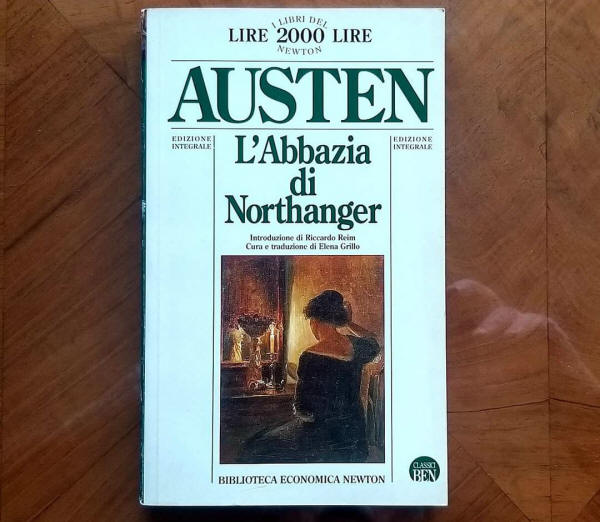 I LIBRI DEL
LIRE 2000 LIRE
NEWTON
AUSTEN
EDIZIONE
INTEGRALE
EDIZIONE
INTEGRALE
L'Abbazia
di
Northanger
Introduzione di Riccardo Reim
Cura e traduzione di Elena Grillo
BIBLIOTECA ECONOMICA NEWTON
CLASSICI
BEN